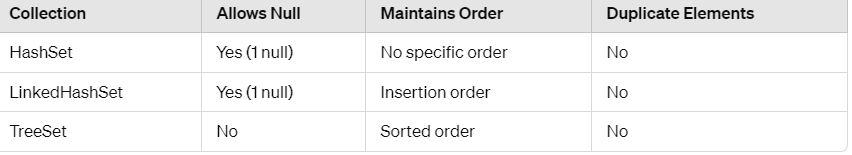 Collection Allows Null Maintains Order Duplicate Elements
HashSet Yes (1 null) No specific order No
LinkedHashSet Yes (1 null) Insertion order No
TreeSet No Sorted order No